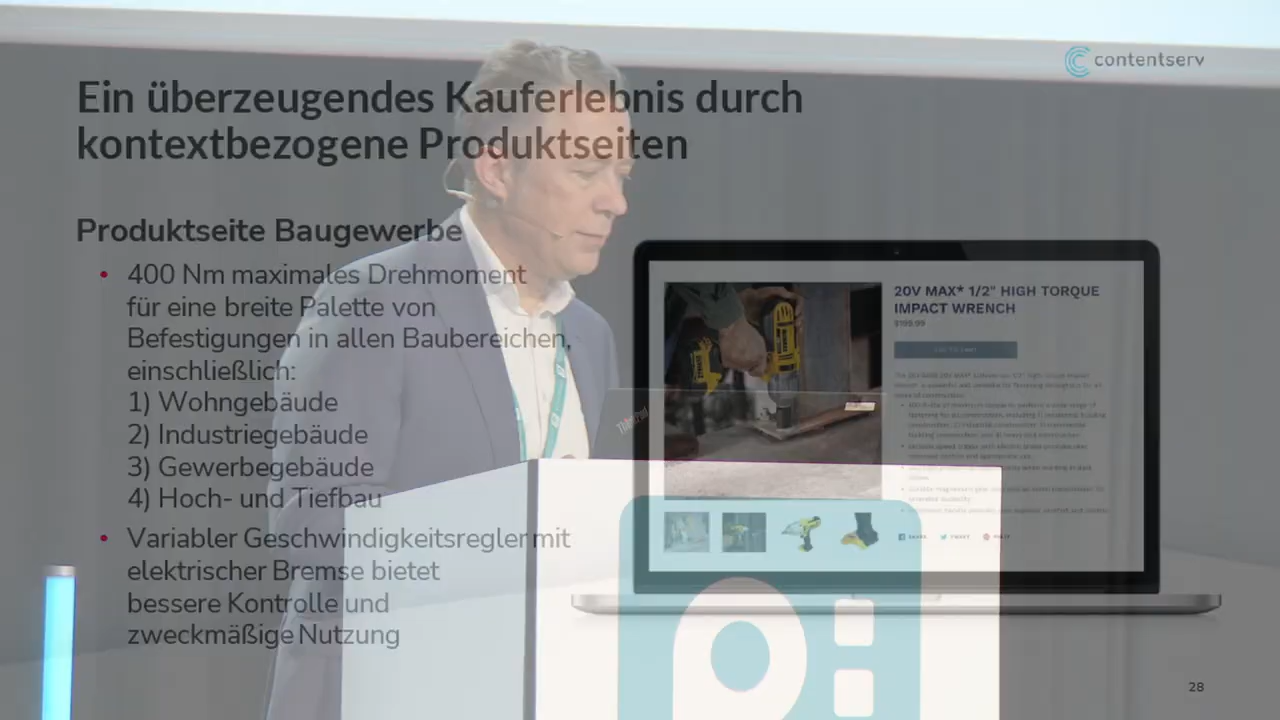 contentserv
Ein überzeugendes Kauferlebnis durch
kontextbezogene Produktseiten
Produktseite Baugewerbe
• 400 Nm maximales Drehmoment
für eine breite Palette von
Befestigungen in allen Baubereichen,
einschließlich:
1) Wohngebäude
2) Industriegebäude
3) Gewerbegebäude
4) Hoch- und Tiefbau
• Variabler Geschwindigkeitsregler mit
elektrischer Bremse bietet
bessere Kontrolle und
zweckmäßige Nutzung
20V MAX* 1/2" HIGH TORQUE
IMPACT WRENCH
$199.99
28